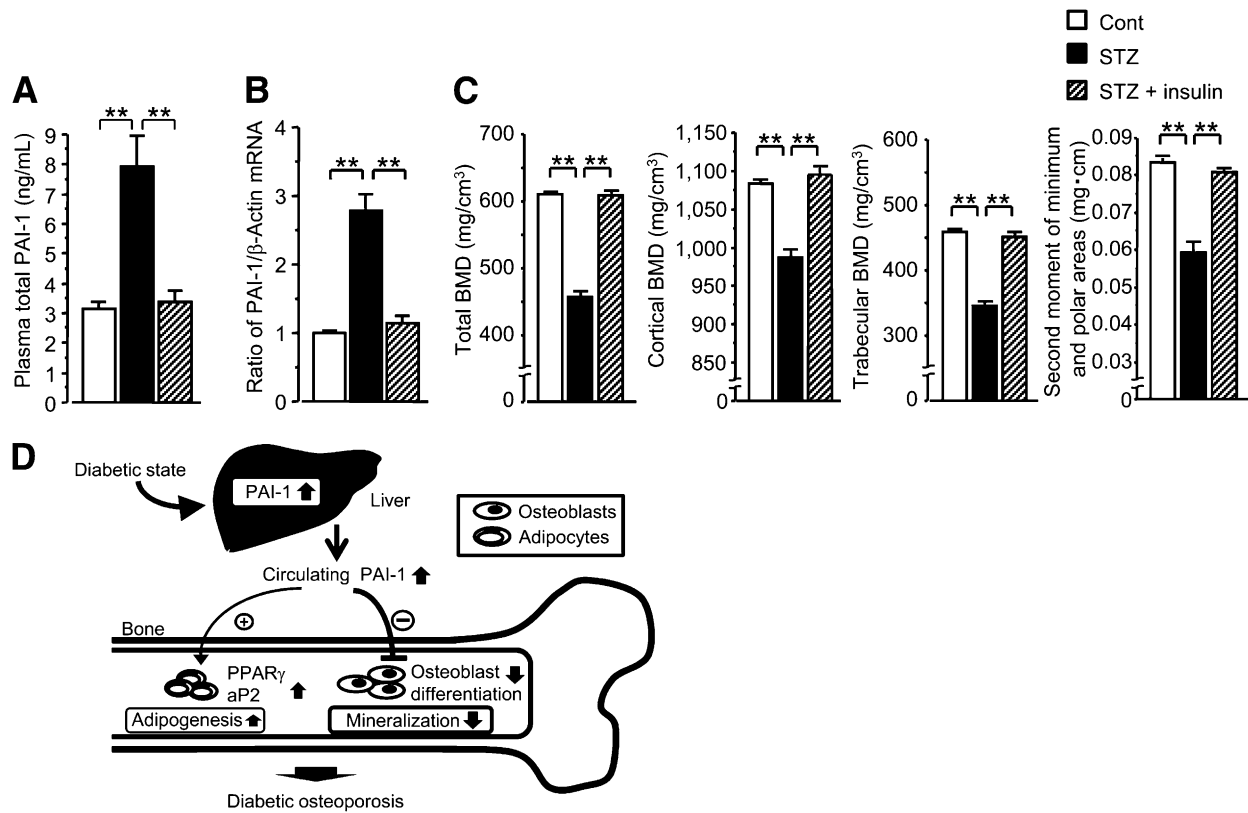 Cont
STZ
STZ + insulin
A
** **
Plasma total PAI-1 (ng/mL)
9
8
7
6
5
4
3
2
1
0
B
** **
Ratio of PAI-1/β-Actin mRNA
4
3
2
1
0
C
** **
Total BMD (mg/cm³)
700
600
500
400
0
** **
Cortical BMD (mg/cm³)
1,150
1,100
1,050
1,000
950
900
850
0
** **
Trabecular BMD (mg/cm³)
600
500
400
300
0
** **
Second moment of minimum
and polar areas (mg・cm)
0.09
0.08
0.07
0.06
0.05
0.04
0.03
0
D
Diabetic state
PAI-1
Liver
Osteoblasts
Adipocytes
Circulating PAI-1
+
−
Bone
PPARγ
aP2
Osteoblast
differentiation
Adipogenesis
Mineralization
Diabetic osteoporosis